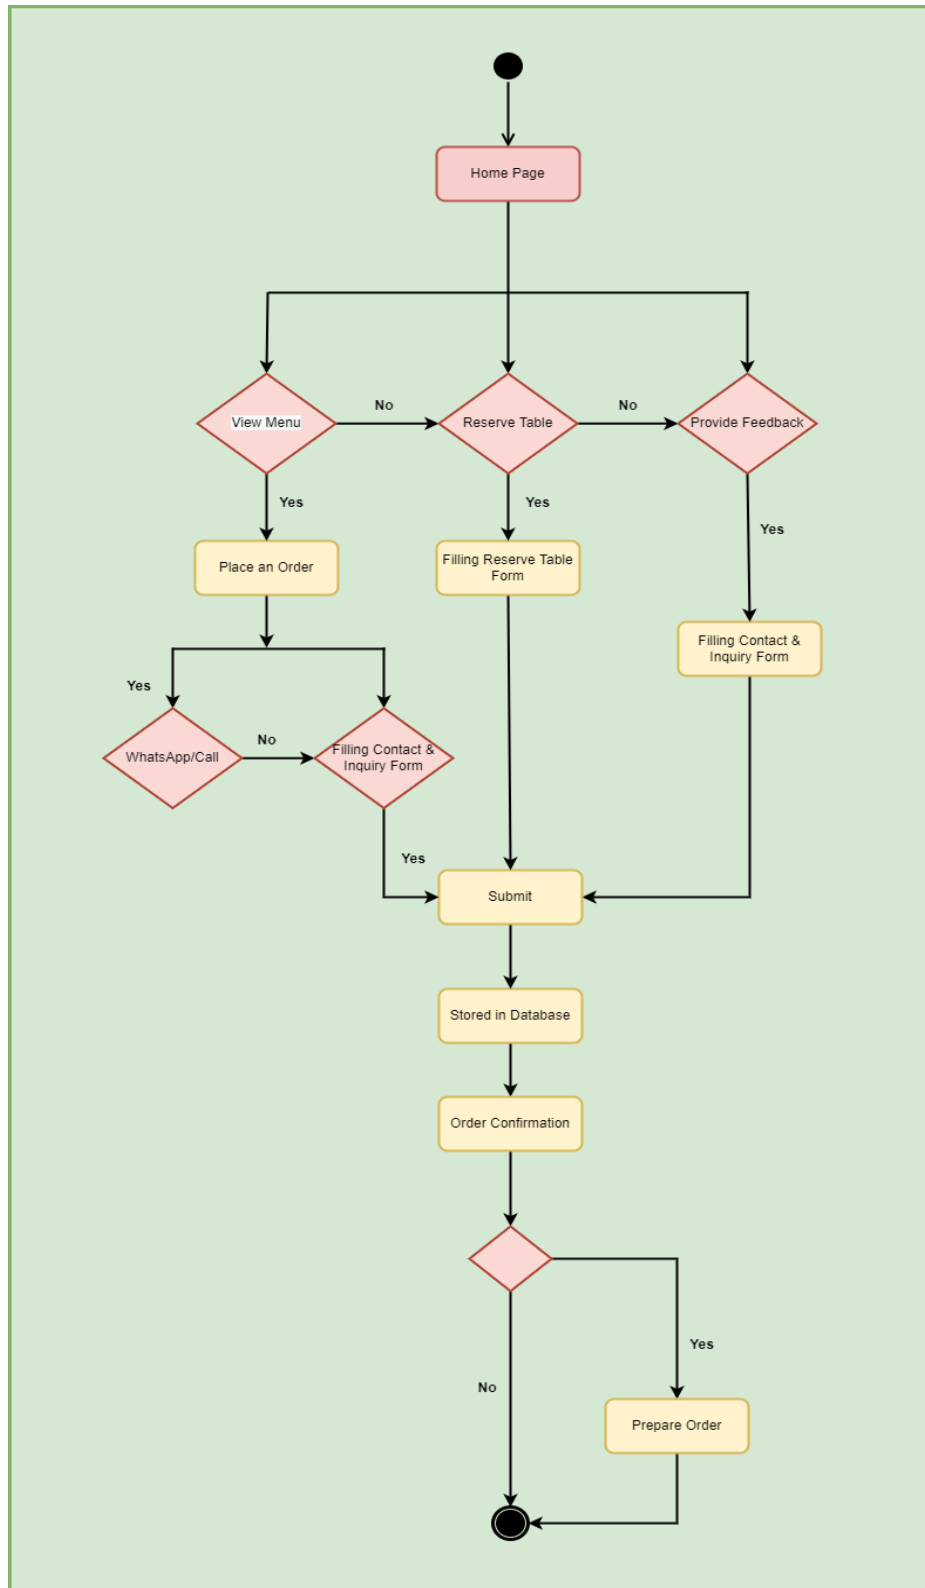 Home Page
View Menu
No
Reserve Table
No
Provide Feedback
Yes
Yes
Yes
Place an Order
Filling Reserve Table
Form
Filling Contact &
Inquiry Form
Yes
WhatsApp/Call
No
Filling Contact &
Inquiry Form
Yes
Submit
Stored in Database
Order Confirmation
Yes
No
Prepare Order